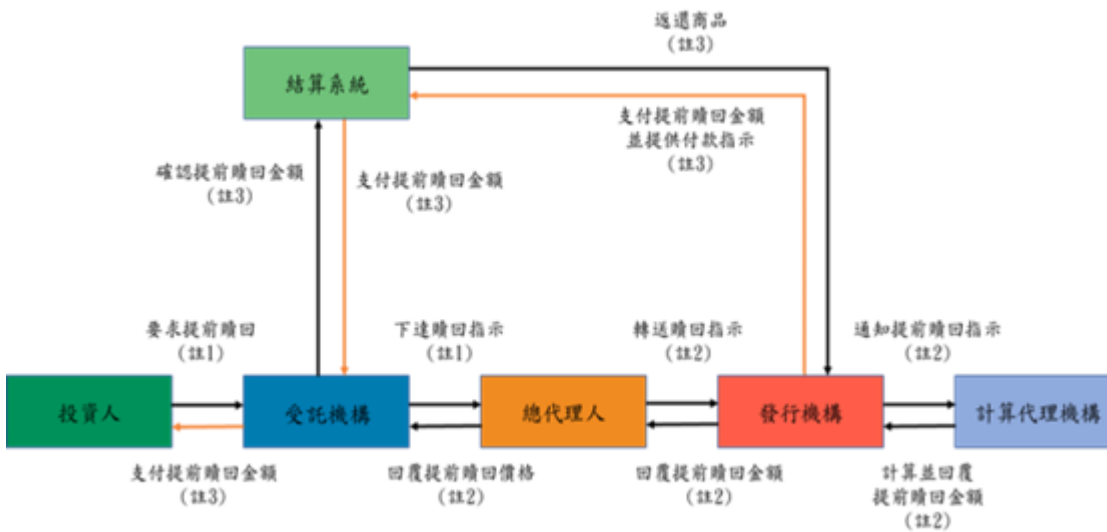 返還商品
(註3)
結算系統
支付提前贖回金額
並提供付款指示
(註3)
確認提前贖回金額
(註3)
支付提前贖回金額
(註3)
要求提前贖回
(註1)
下達贖回指示
(註1)
轉送贖回指示
(註2)
通知提前贖回指示
(註2)
投資人
受託機構
總代理人
發行機構
計算代理機構
支付提前贖回金額
(註3)
回覆提前贖回價格
(註2)
回覆提前贖回金額
(註2)
計算並回覆
提前贖回金額
(註2)